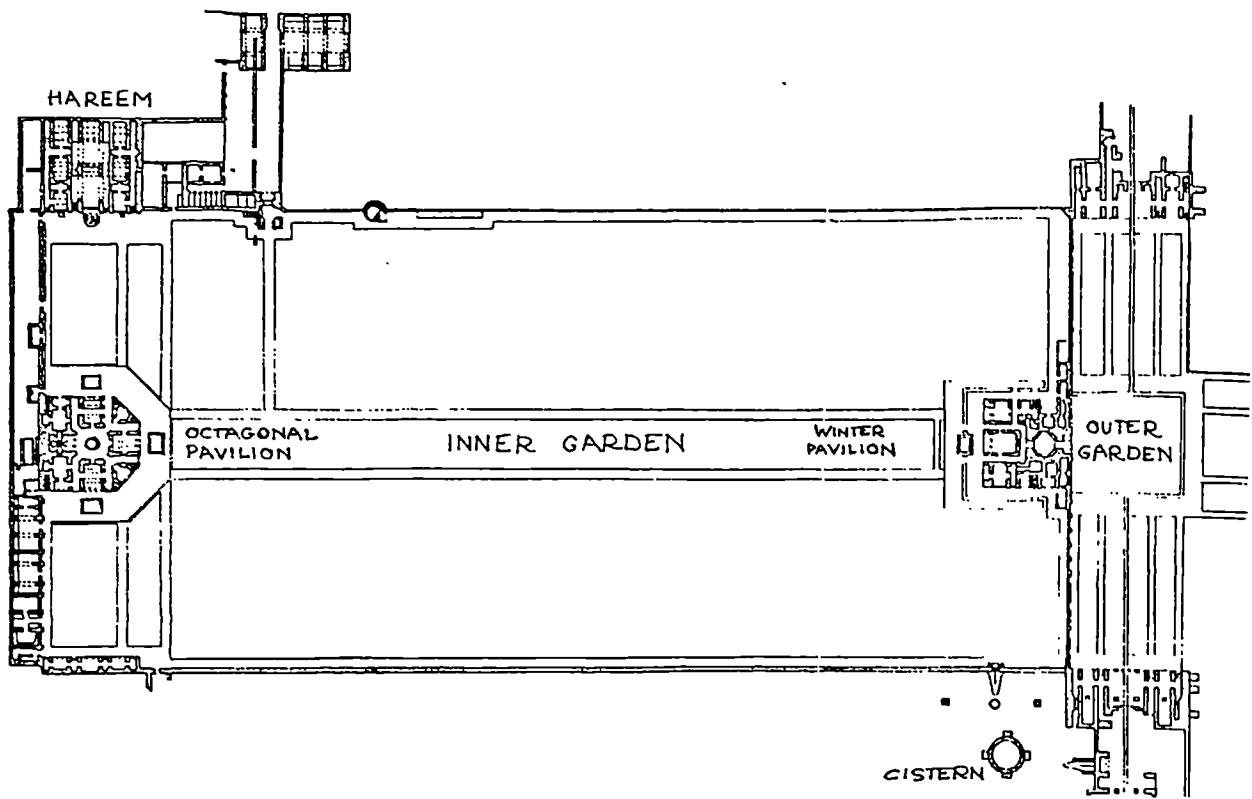 HAREEM
OCTAGONAL
PAVILION
INNER GARDEN
WINTER
PAVILION
OUTER
GARDEN
CISTERN